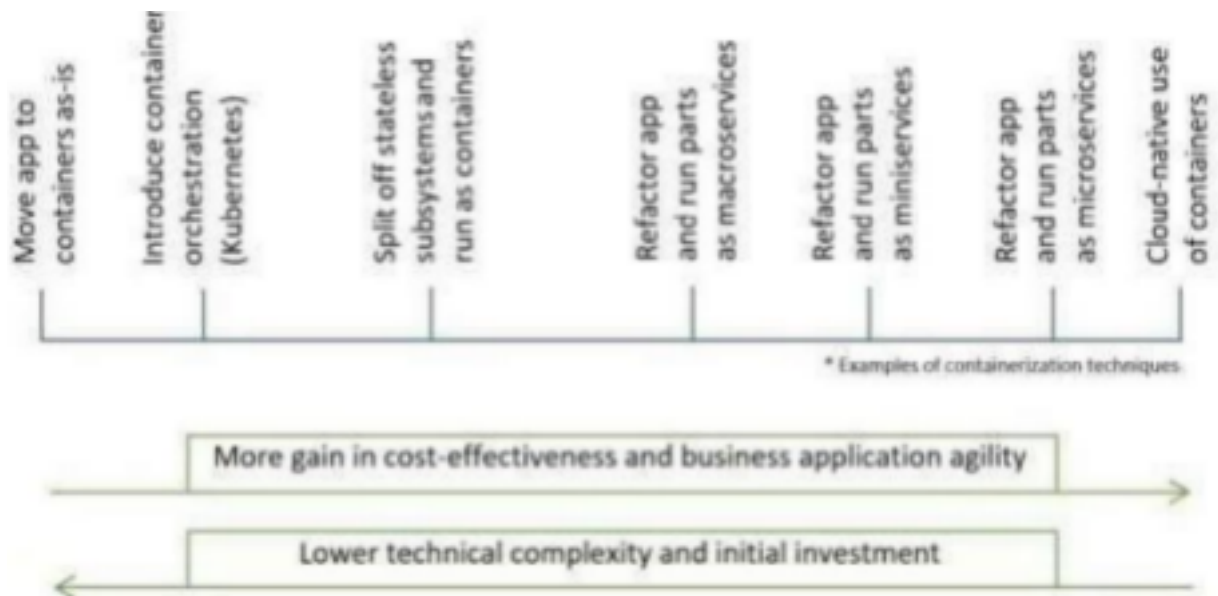 Move app to
containers as-is
Introduce container
orchestration
(Kubernetes)
Split off stateless
subsystems and
run as containers
Refactor app
and run parts
as macroservices
Refactor app
and run parts
as miniservices
Refactor app
and run parts
as microservices
Cloud-native use
of containers
* Examples of containerization techniques
More gain in cost-effectiveness and business application agility
Lower technical complexity and initial investment